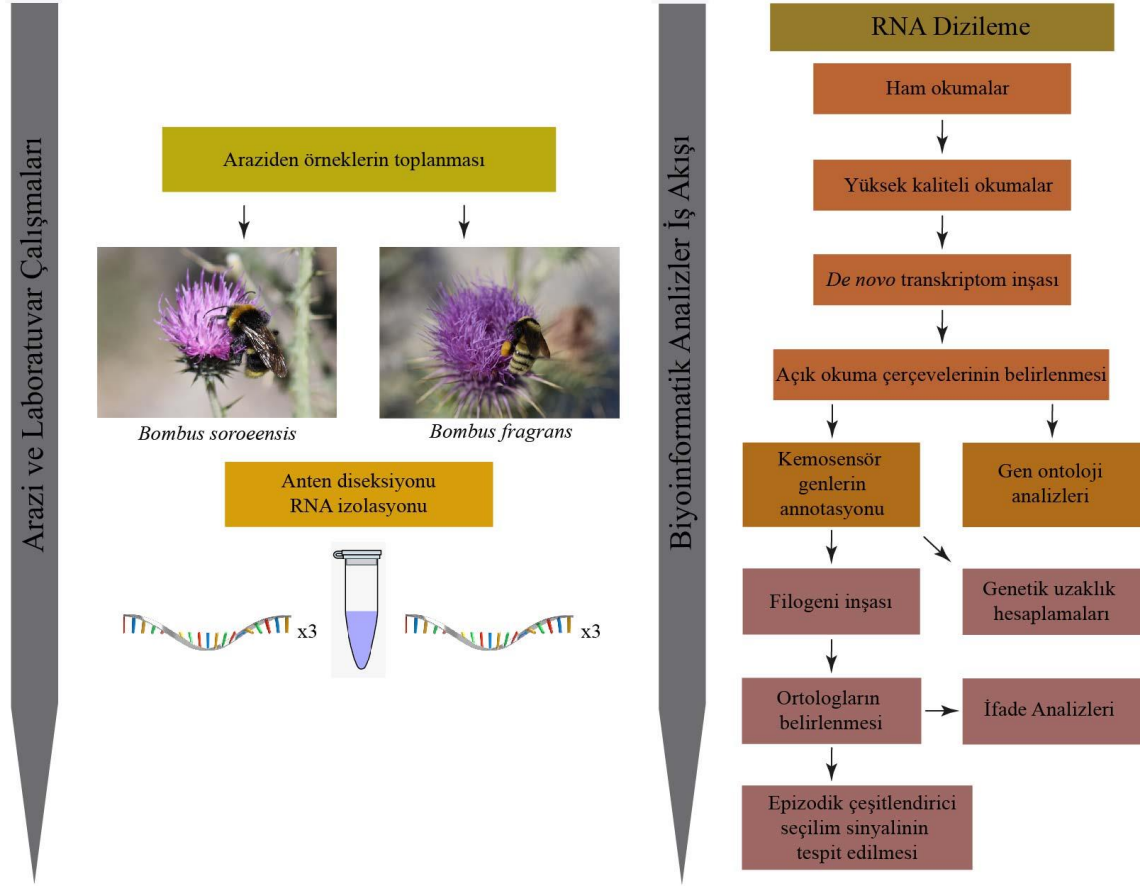 Arazi ve Laboratuvar Çalışmaları
Araziden örneklerin toplanması
Bombus soroeensis
Bombus fragrans
Anten diseksiyonu
RNA izolasyonu
x3
x3
Biyoinformatik Analizler İş Akışı
RNA Dizileme
Ham okumalar
Yüksek kaliteli okumalar
De novo transkriptom inşası
Açık okuma çerçevelerinin belirlenmesi
Kemosensör
genlerin
annotasyonu
Gen ontoloji
analizleri
Filogeni inşası
Genetik uzaklık
hesaplamaları
Ortologların
belirlenmesi
İfade Analizleri
Epizodik çeşitlendirici
seçilim sinyalinin
tespit edilmesi